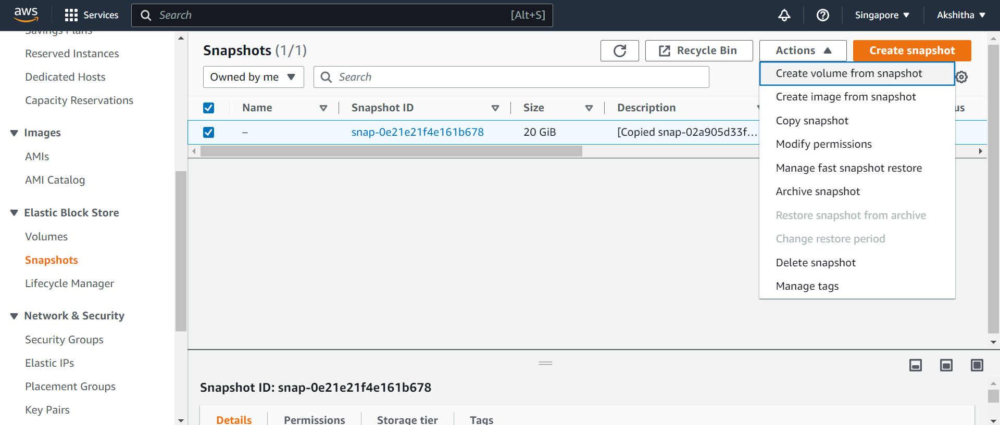 aws
Services
Search
[Alt+S]
Singapore
Akshitha
Savings Plans
Reserved Instances
Dedicated Hosts
Capacity Reservations
Images
AMIs
AMI Catalog
Elastic Block Store
Volumes
Snapshots
Lifecycle Manager
Network & Security
Security Groups
Elastic IPs
Placement Groups
Key Pairs
Snapshots (1/1)
Recycle Bin
Actions
Create snapshot
Owned by me
Search
Name
Snapshot ID
Size
Description
us
–
snap-0e21e21f4e161b678
20 GiB
[Copied snap-02a905d33f...
Create volume from snapshot
Create image from snapshot
Copy snapshot
Modify permissions
Manage fast snapshot restore
Archive snapshot
Restore snapshot from archive
Change restore period
Delete snapshot
Manage tags
Snapshot ID: snap-0e21e21f4e161b678
Details
Permissions
Storage tier
Tags